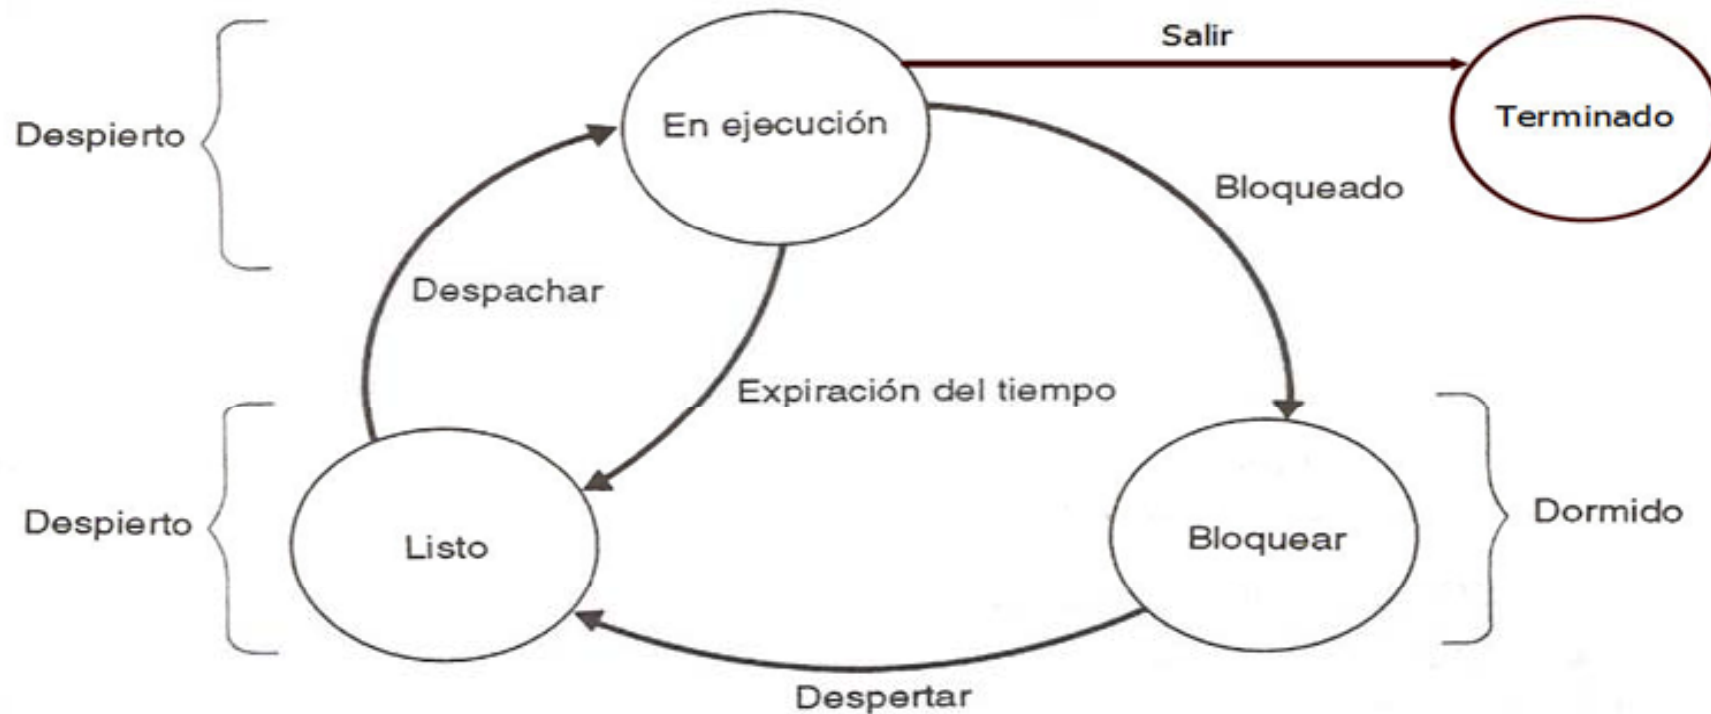 Salir
Terminado
En ejecución
Despierto
Bloqueado
Despachar
Expiración del tiempo
Despierto
Listo
Bloquear
Dormido
Despertar